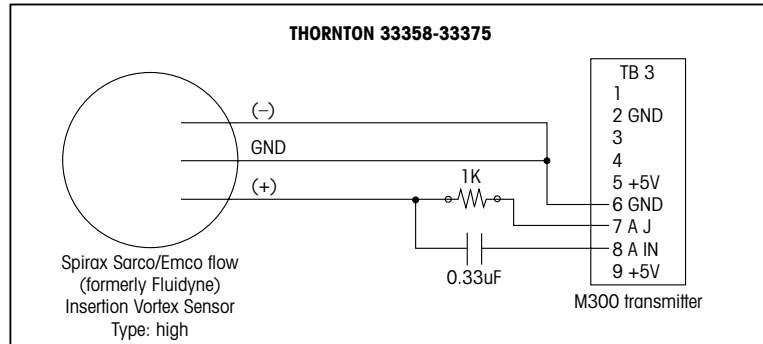 THORNTON 33358-33375
TB 3
1
2 GND
3
4
5 +5V
6 GND
7 A J
8 A IN
9 +5V
M300 transmitter
(–)
GND
(+)
1K
0.33uF
Spirax Sarco/Emco flow
(formerly Fluidyne)
Insertion Vortex Sensor
Type: high